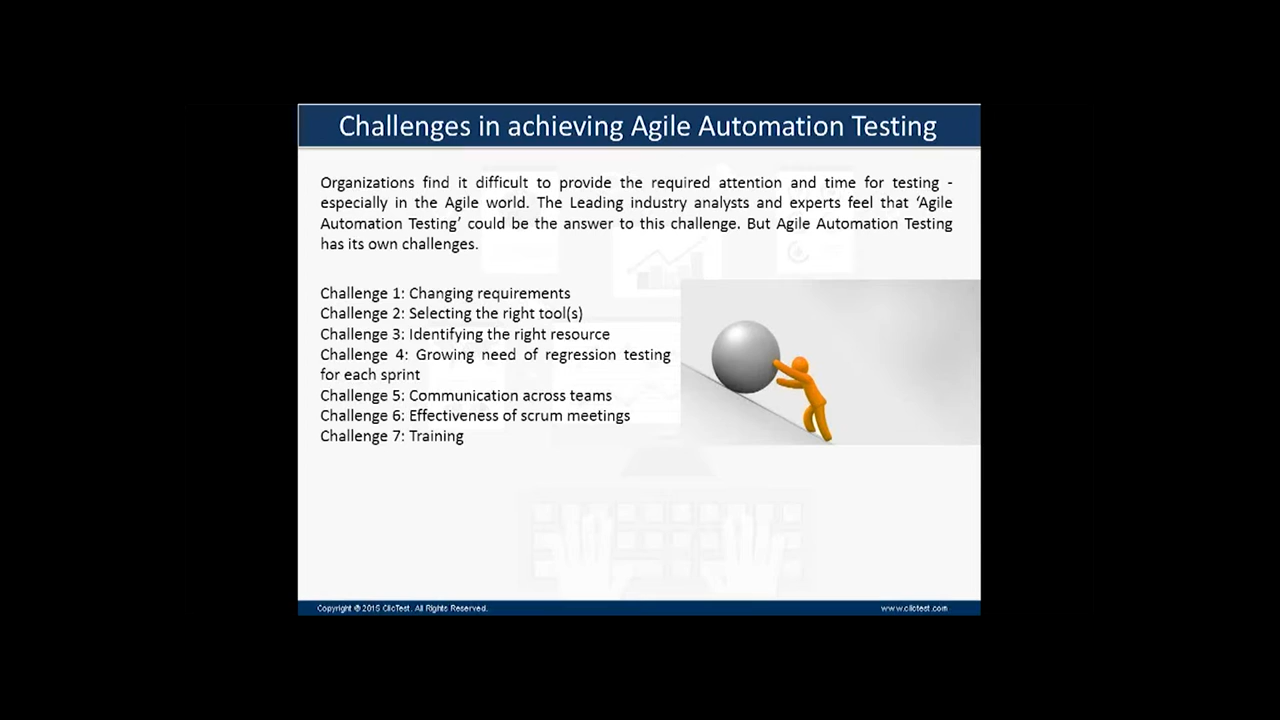 Challenges in achieving Agile Automation Testing
Organizations find it difficult to provide the required attention and time for testing -
especially in the Agile world. The Leading industry analysts and experts feel that ‘Agile
Automation Testing’ could be the answer to this challenge. But Agile Automation Testing
has its own challenges.
Challenge 1: Changing requirements
Challenge 2: Selecting the right tool(s)
Challenge 3: Identifying the right resource
Challenge 4: Growing need of regression testing
for each sprint
Challenge 5: Communication across teams
Challenge 6: Effectiveness of scrum meetings
Challenge 7: Training
Copyright © 2015 ClicTest. All Rights Reserved.
www.clictest.com